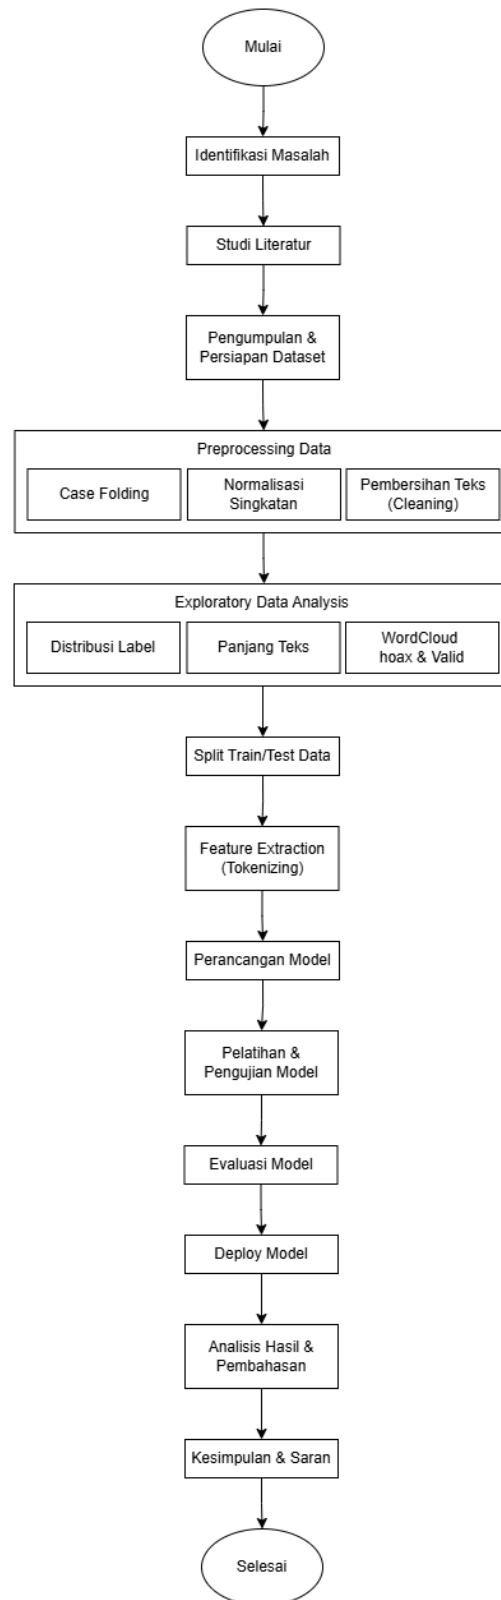 Mulai
Identifikasi Masalah
Studi Literatur
Pengumpulan &
Persiapan Dataset
Preprocessing Data
Case Folding
Normalisasi
Singkatan
Pembersihan Teks
(Cleaning)
Exploratory Data Analysis
Distribusi Label
Panjang Teks
WordCloud
hoax & Valid
Split Train/Test Data
Feature Extraction
(Tokenizing)
Perancangan Model
Pelatihan &
Pengujian Model
Evaluasi Model
Deploy Model
Analisis Hasil &
Pembahasan
Kesimpulan & Saran
Selesai